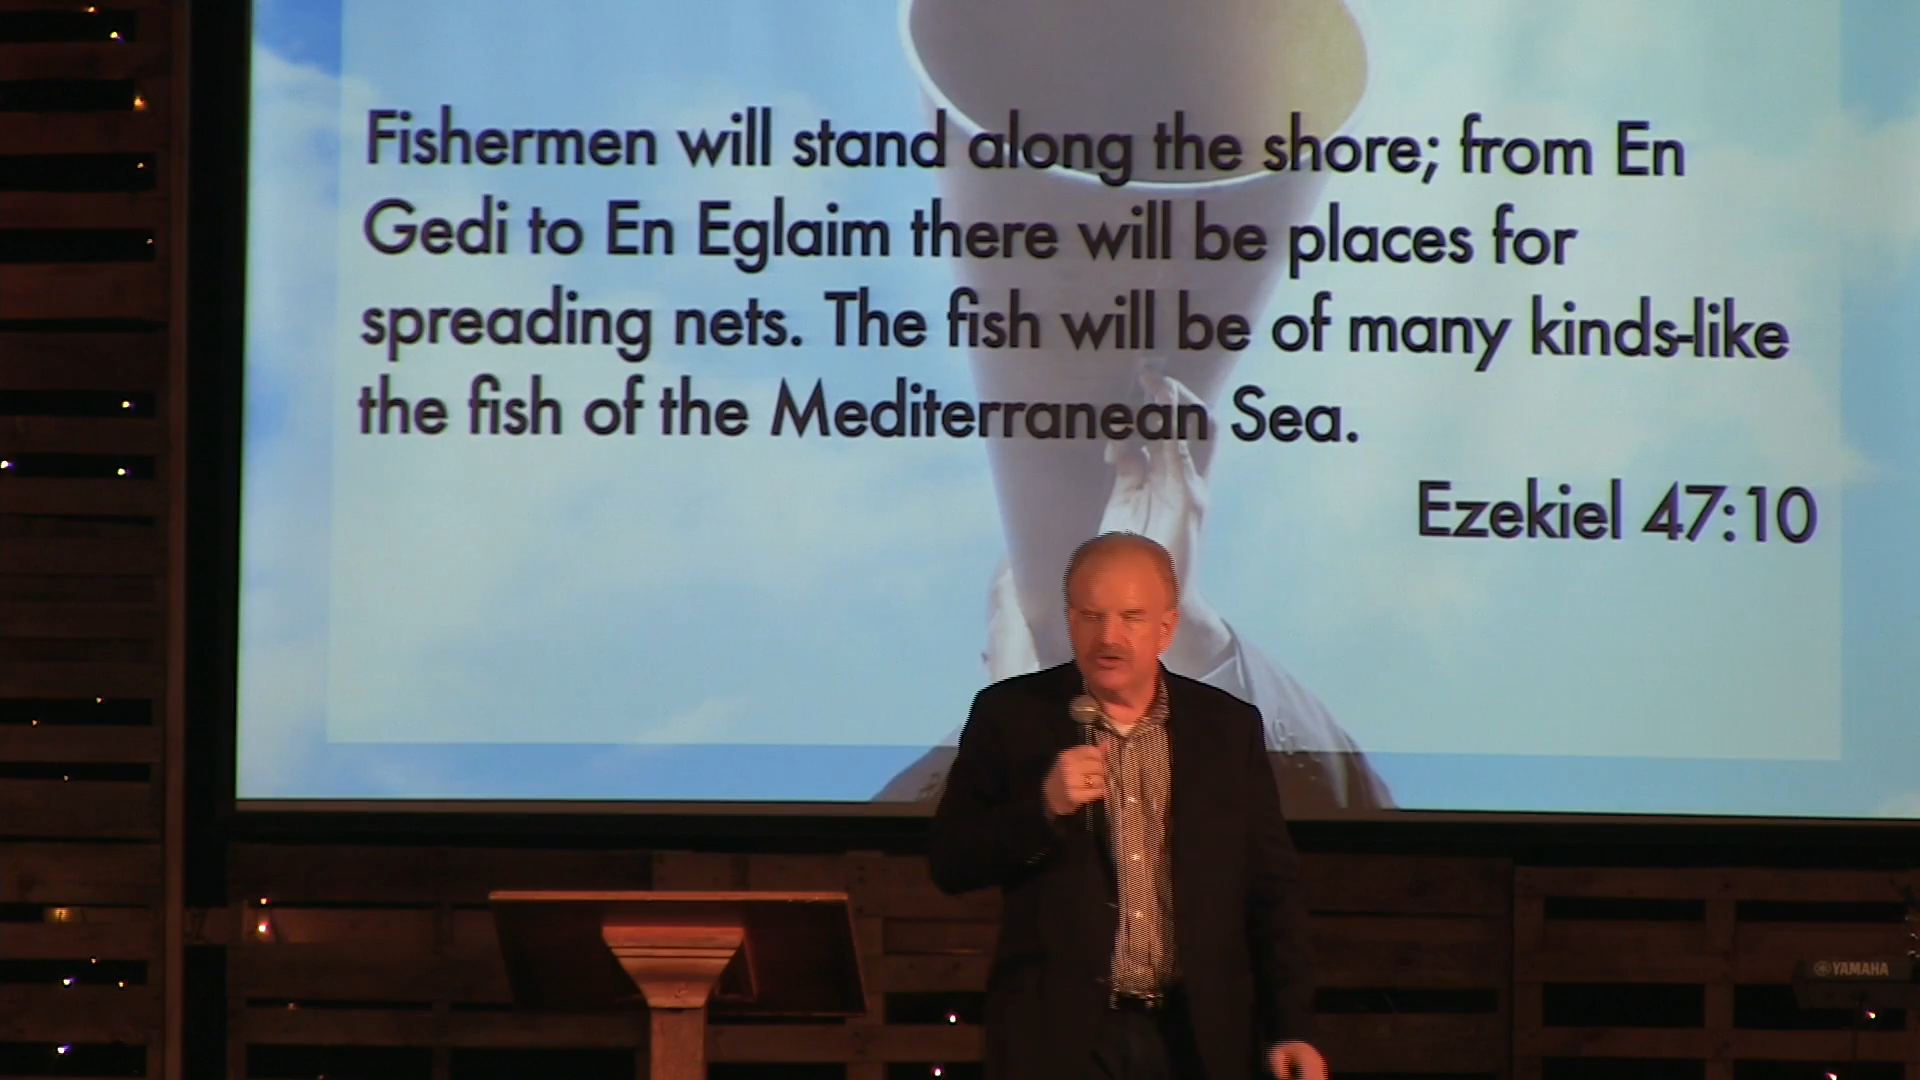 Fishermen will stand along the shore; from En
Gedi to En Eglaim there will be places for
spreading nets. The fish will be of many kinds-like
the fish of the Mediterranean Sea.
Ezekiel 47:10
YAMAHA